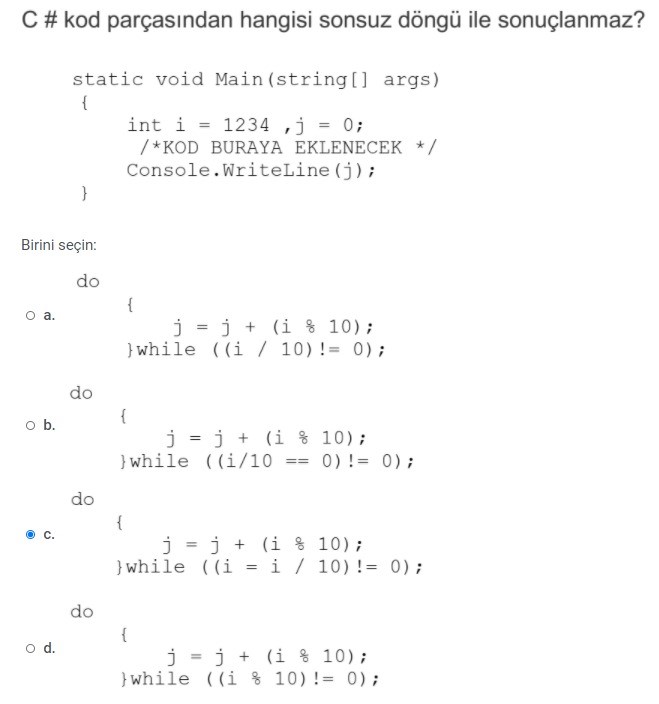 C # kod parçasından hangisi sonsuz döngü ile sonuçlanmaz?
static void Main(string[] args)
{
int i = 1234 ,j = 0;
/*KOD BURAYA EKLENECEK */
Console.WriteLine(j);
}
Birini seçin:
a.
do
{
j = j + (i % 10);
}while ((i / 10)!= 0);
b.
do
{
j = j + (i % 10);
}while ((i/10 == 0)!= 0);
c.
do
{
j = j + (i % 10);
}while ((i = i / 10)!= 0);
d.
do
{
j = j + (i % 10);
}while ((i % 10)!= 0);